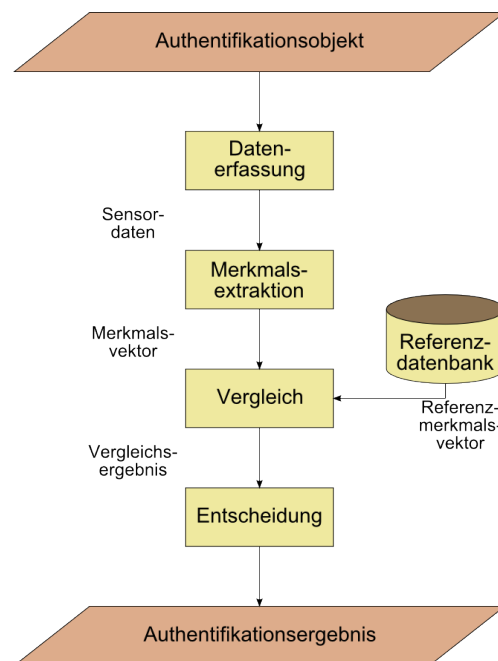 Authentifikationsobjekt
Daten-
erfassung
Sensor-
daten
Merkmals-
extraktion
Merkmals-
vektor
Referenz-
datenbank
Vergleich
Referenz-
merkmals-
vektor
Vergleichs-
ergebnis
Entscheidung
Authentifikationsergebnis